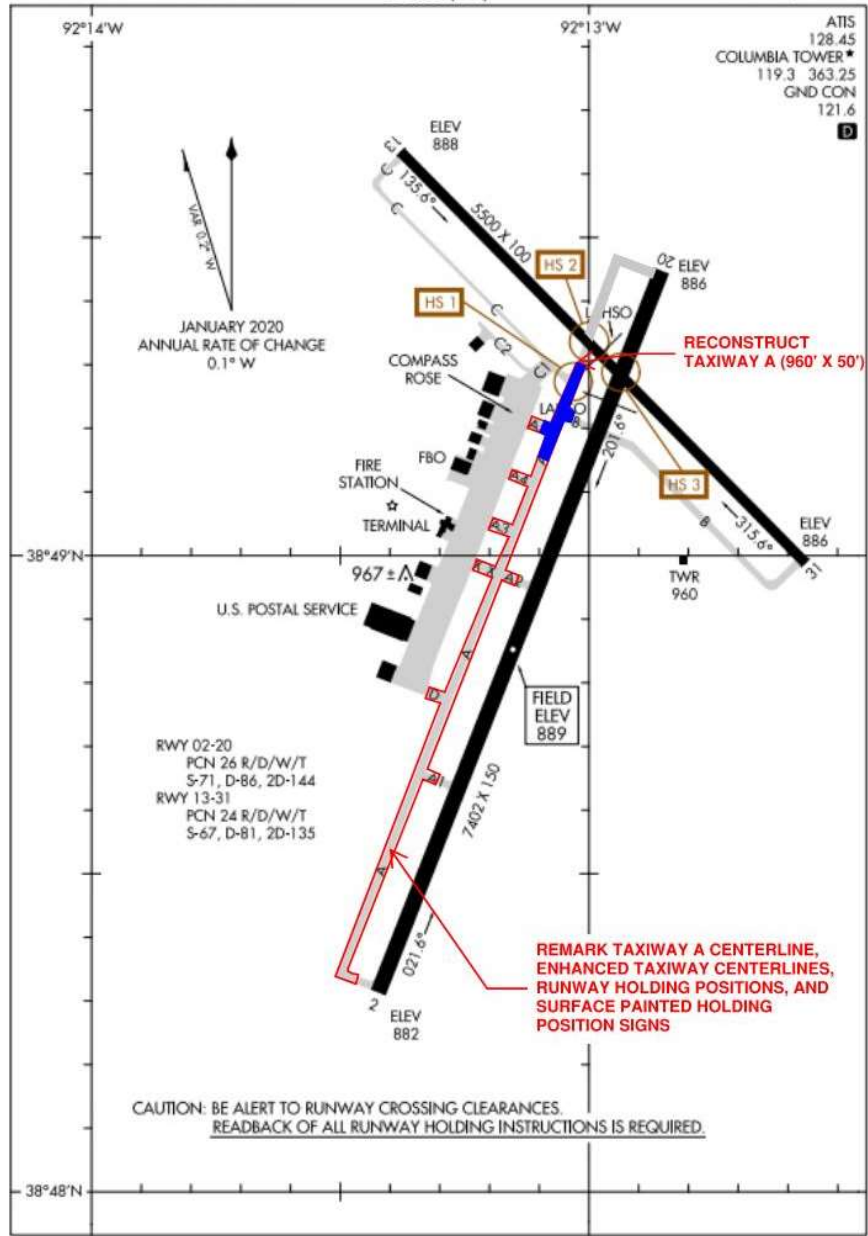 92°14'W
92°13'W
ATIS
128.45
COLUMBIA TOWER★
119.3 363.25
GND CON
121.6
D
ELEV
888
13
135.6°
C
C
5500 X 100
VAR 0.2° W
HS 2
20
ELEV
886
HS 1
JANUARY 2020
ANNUAL RATE OF CHANGE
0.1° W
C
C2
C1
HSO
RECONSTRUCT
TAXIWAY A (960' X 50')
COMPASS
ROSE
LA
O
B
A
A
201.6°
FBO
FIRE
STATION
A4
HS 3
TERMINAL
A3
B
315.6°
ELEV
886
31
38°49'N
967 ±
A
A2
TWR
960
U.S. POSTAL SERVICE
A
D
FIELD
ELEV
889
RWY 02-20
PCN 26 R/D/W/T
S-71, D-86, 2D-144
RWY 13-31
PCN 24 R/D/W/T
S-67, D-81, 2D-135
A1
7402 X 150
A
021.6°
REMARK TAXIWAY A CENTERLINE,
ENHANCED TAXIWAY CENTERLINES,
RUNWAY HOLDING POSITIONS, AND
SURFACE PAINTED HOLDING
POSITION SIGNS
2
ELEV
882
CAUTION: BE ALERT TO RUNWAY CROSSING CLEARANCES.
READBACK OF ALL RUNWAY HOLDING INSTRUCTIONS IS REQUIRED.
38°48'N